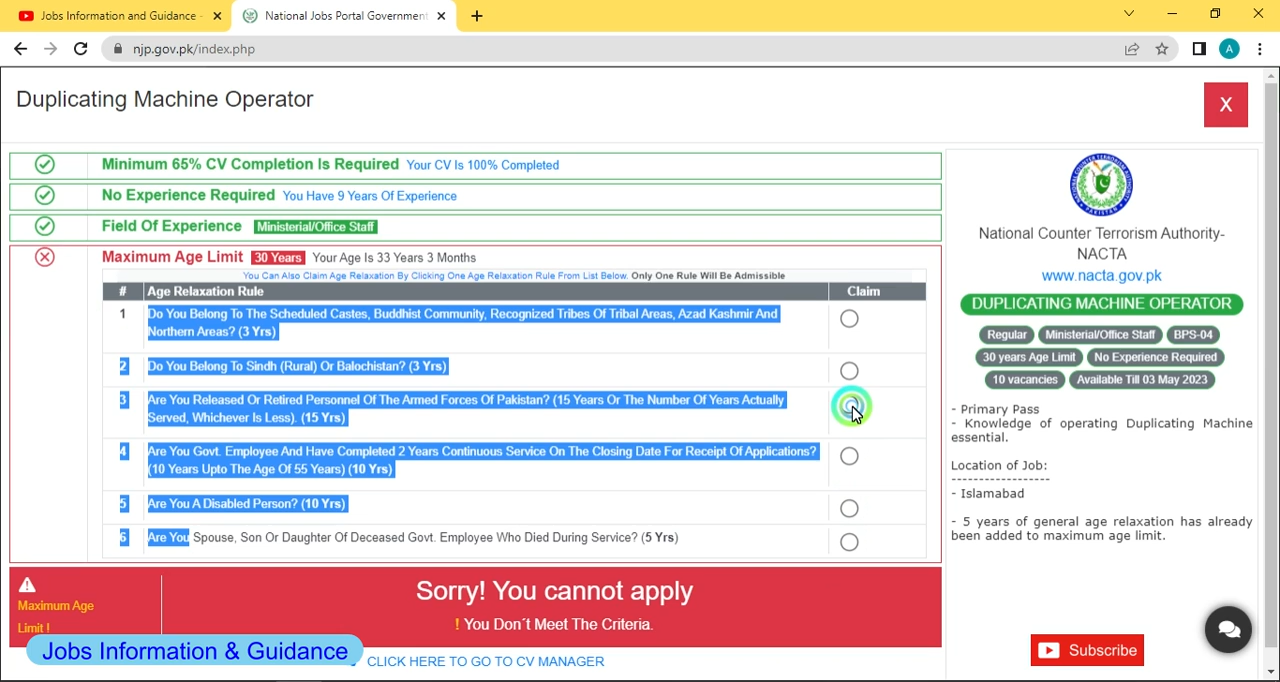 Jobs Information and Guidance -
National Jobs Portal Government
njp.gov.pk/index.php
A
Duplicating Machine Operator
X
Minimum 65% CV Completion Is Required Your CV Is 100% Completed
No Experience Required You Have 9 Years Of Experience
Field Of Experience Ministerial/Office Staff
Maximum Age Limit 30 Years Your Age Is 33 Years 3 Months
You Can Also Claim Age Relaxation By Clicking One Age Relaxation Rule From List Below. Only One Rule Will Be Admissible
# Age Relaxation Rule Claim
1 Do You Belong To The Scheduled Castes, Buddhist Community, Recognized Tribes Of Tribal Areas, Azad Kashmir And
Northern Areas? (3 Yrs)
2 Do You Belong To Sindh (Rural) Or Balochistan? (3 Yrs)
3 Are You Released Or Retired Personnel Of The Armed Forces Of Pakistan? (15 Years Or The Number Of Years Actually
Served, Whichever Is Less). (15 Yrs)
4 Are You Govt. Employee And Have Completed 2 Years Continuous Service On The Closing Date For Receipt Of Applications?
(10 Years Upto The Age Of 55 Years) (10 Yrs)
5 Are You A Disabled Person? (10 Yrs)
6 Are You Spouse, Son Or Daughter Of Deceased Govt. Employee Who Died During Service? (5 Yrs)
Maximum Age
Limit !
Sorry! You cannot apply
! You Don´t Meet The Criteria.
Jobs Information & Guidance
CLICK HERE TO GO TO CV MANAGER
National Counter Terrorism Authority-
NACTA
www.nacta.gov.pk
DUPLICATING MACHINE OPERATOR
Regular Ministerial/Office Staff BPS-04
30 years Age Limit No Experience Required
10 vacancies Available Till 03 May 2023
- Primary Pass
- Knowledge of operating Duplicating Machine
essential.
Location of Job:
------------------
- Islamabad
- 5 years of general age relaxation has already
been added to maximum age limit.
Subscribe